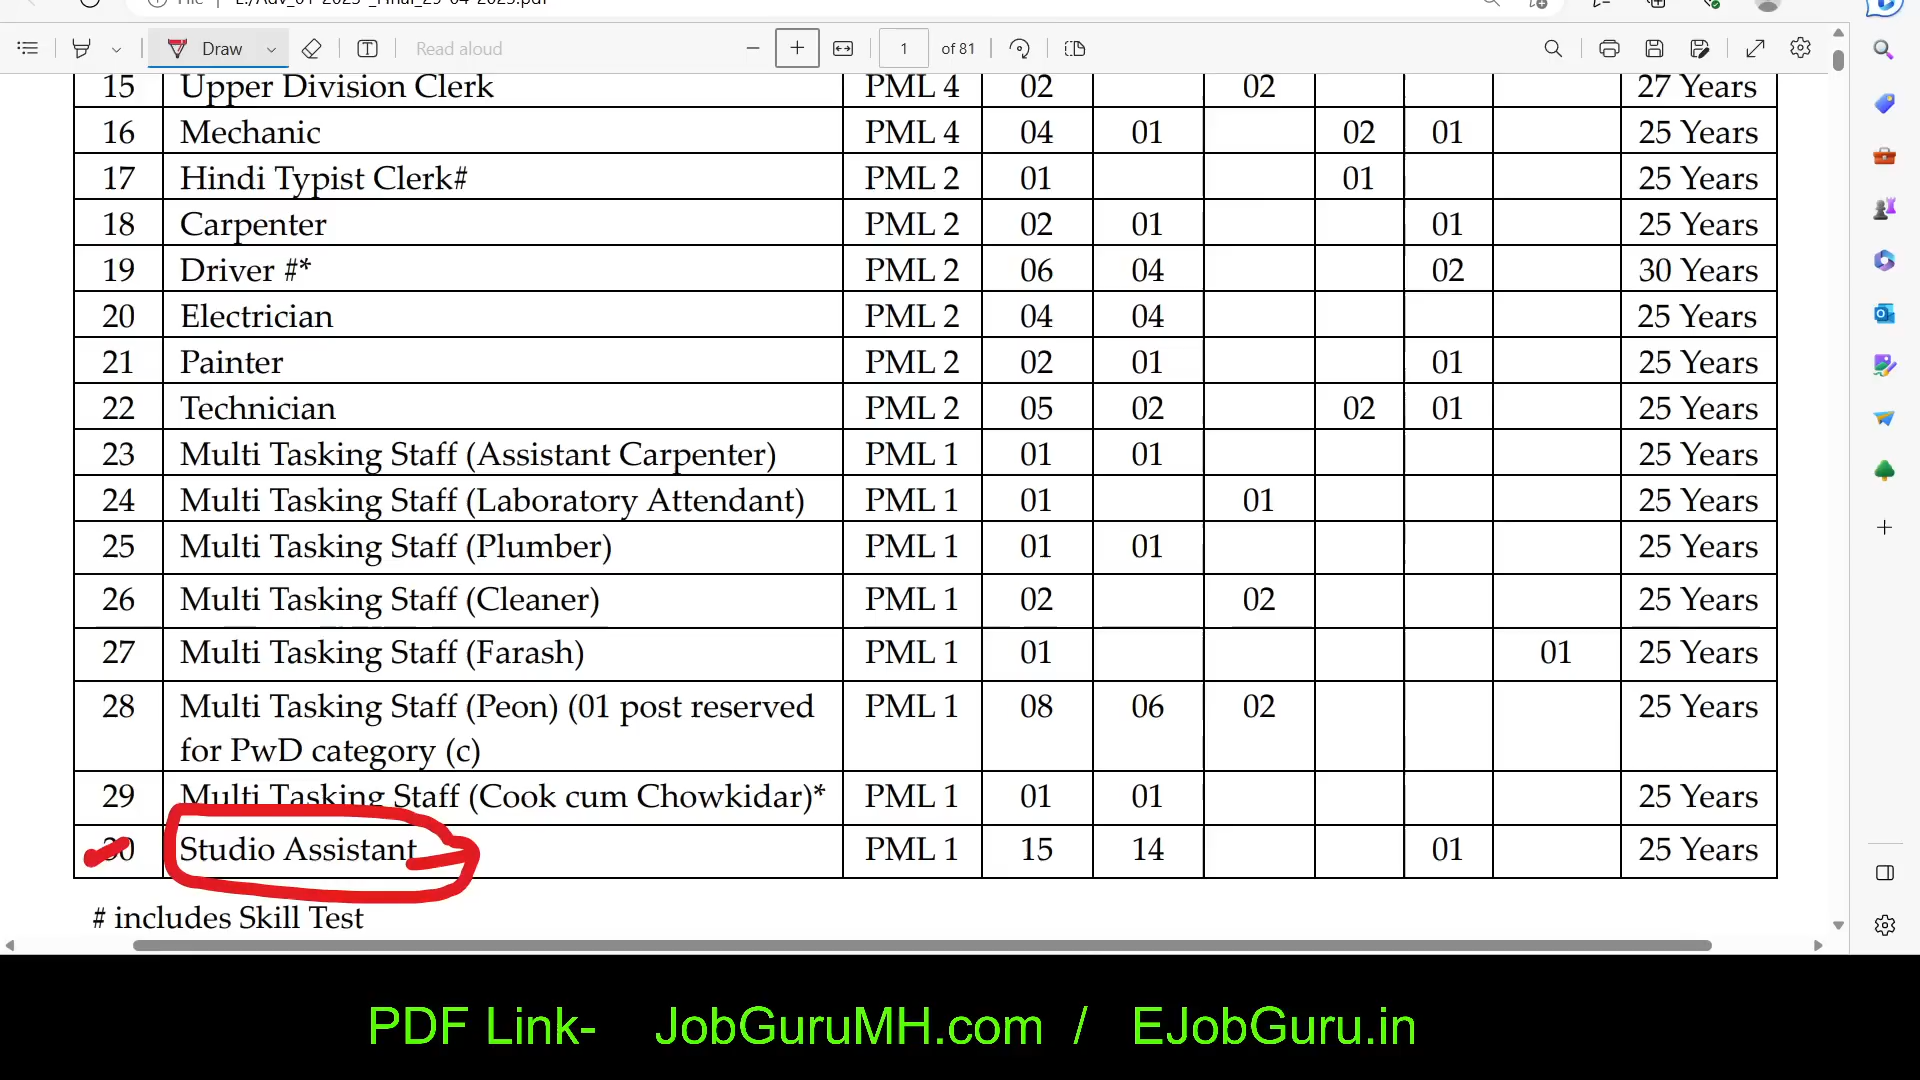 Draw
Read aloud
1 of 81
15 Upper Division Clerk PML 4 02 02 27 Years
16 Mechanic PML 4 04 01 02 01 25 Years
17 Hindi Typist Clerk# PML 2 01 01 25 Years
18 Carpenter PML 2 02 01 01 25 Years
19 Driver #* PML 2 06 04 02 30 Years
20 Electrician PML 2 04 04 25 Years
21 Painter PML 2 02 01 01 25 Years
22 Technician PML 2 05 02 02 01 25 Years
23 Multi Tasking Staff (Assistant Carpenter) PML 1 01 01 25 Years
24 Multi Tasking Staff (Laboratory Attendant) PML 1 01 01 25 Years
25 Multi Tasking Staff (Plumber) PML 1 01 01 25 Years
26 Multi Tasking Staff (Cleaner) PML 1 02 02 25 Years
27 Multi Tasking Staff (Farash) PML 1 01 01 25 Years
28 Multi Tasking Staff (Peon) (01 post reserved PML 1 08 06 02 25 Years
for PwD category (c)
29 Multi Tasking Staff (Cook cum Chowkidar)* PML 1 01 01 25 Years
30 Studio Assistant PML 1 15 14 01 25 Years
# includes Skill Test
PDF Link- JobGuruMH.com / EJobGuru.in